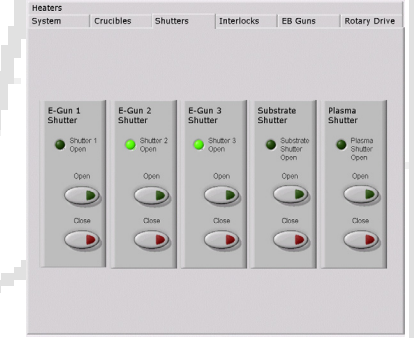 Heaters
System Crucibles Shutters Interlocks EB Guns Rotary Drive
E-Gun 1 Shutter
Shutter 1 Open
Open
Close
E-Gun 2 Shutter
Shutter 2 Open
Open
Close
E-Gun 3 Shutter
Shutter 3 Open
Open
Close
Substrate Shutter
Substrate Shutter Open
Open
Close
Plasma Shutter
Plasma Shutter Open
Open
Close